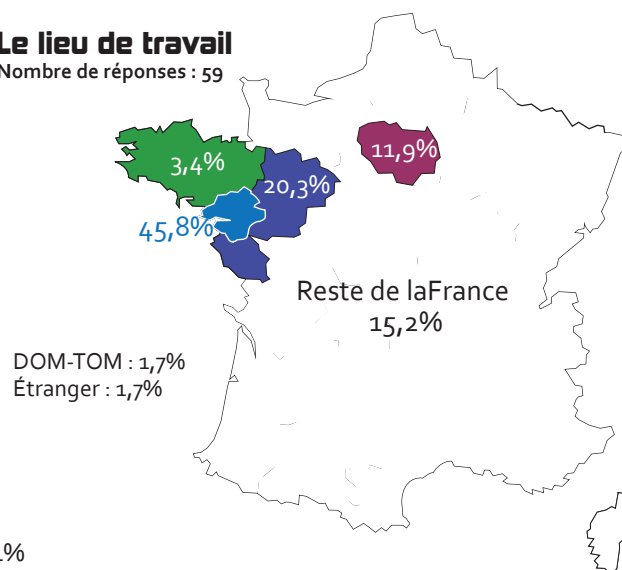 Le lieu de travail
Nombre de réponses : 59
3,4%
11,9%
20,3%
45,8%
Reste de laFrance
15,2%
DOM-TOM : 1,7%
Étranger : 1,7%